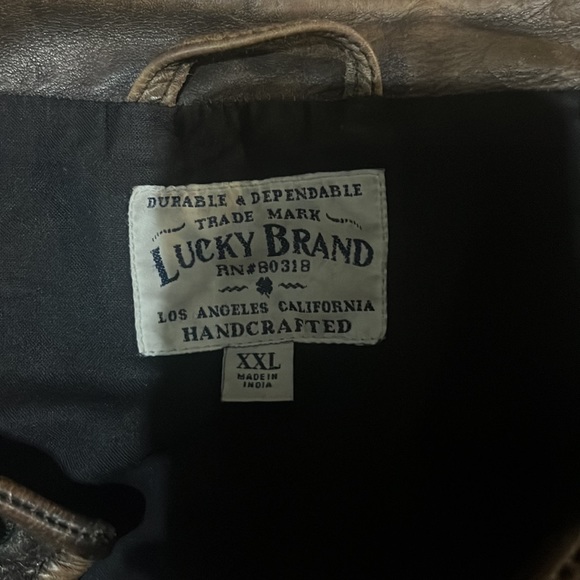 DURABLE & DEPENDABLE
TRADE MARK
LUCKY BRAND
RN#80318
LOS ANGELES CALIFORNIA
HANDCRAFTED
XXL
MADE IN
INDIA